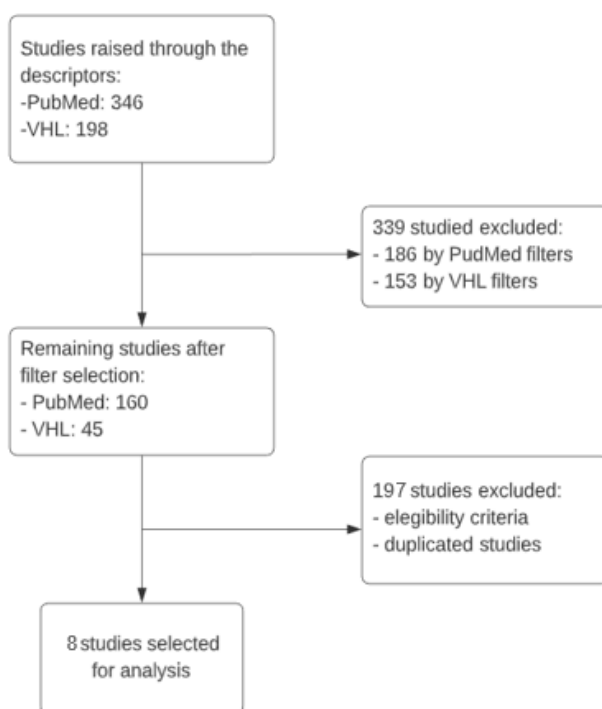 Studies raised through the
descriptors:
-PubMed: 346
-VHL: 198
339 studied excluded:
- 186 by PudMed filters
- 153 by VHL filters
Remaining studies after
filter selection:
- PubMed: 160
- VHL: 45
197 studies excluded:
- elegibility criteria
- duplicated studies
8 studies selected
for analysis